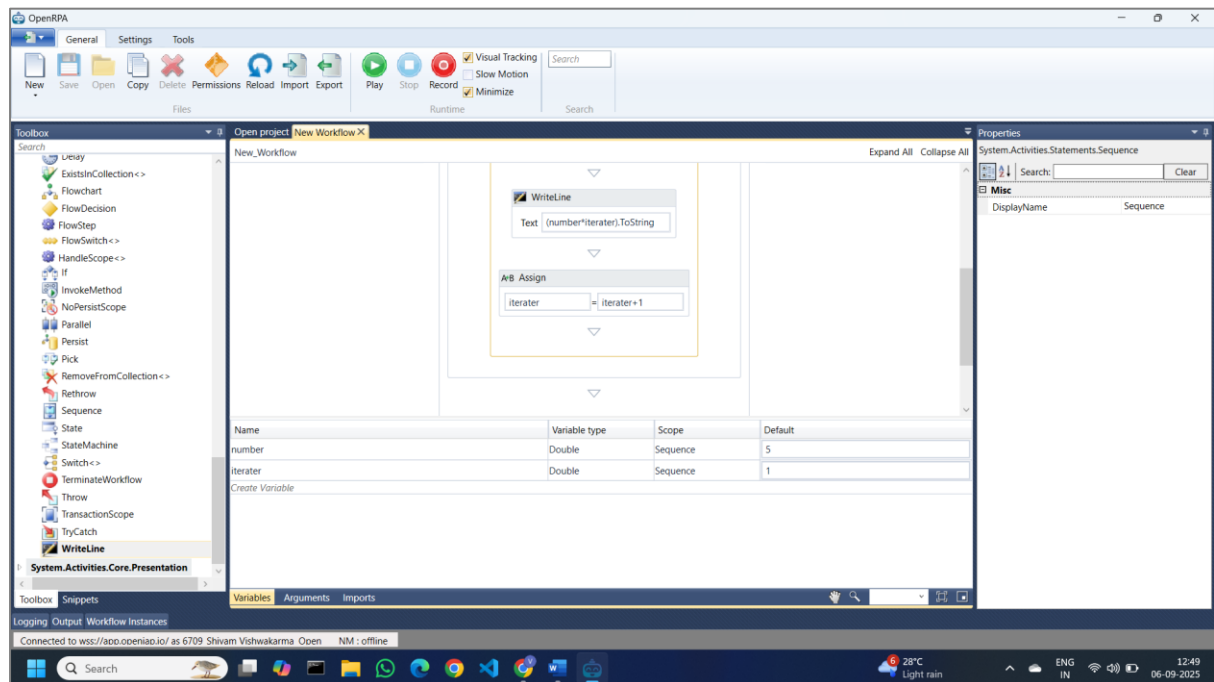 OpenRPA
General Settings Tools
New Save Open Copy Delete Permissions Reload Import Export Play Stop Record
Visual Tracking
Slow Motion
Minimize
Search
Files Runtime Search
Toolbox
Search
Delay
ExistsInCollection<>
Flowchart
FlowDecision
FlowStep
FlowSwitch<>
HandleScope<>
If
InvokeMethod
NoPersistScope
Parallel
Persist
Pick
RemoveFromCollection<>
Rethrow
Sequence
State
StateMachine
Switch<>
TerminateWorkflow
Throw
TransactionScope
TryCatch
WriteLine
System.Activities.Core.Presentation
Toolbox Snippets
Open project New Workflow X
New_Workflow Expand All Collapse All
WriteLine
Text (number*iterater).ToString
A+B Assign
iterater = iterater+1
Name Variable type Scope Default
number Double Sequence 5
iterater Double Sequence 1
Create Variable
Variables Arguments Imports
Properties
System.Activities.Statements.Sequence
Search: Clear
Misc
DisplayName Sequence
Logging Output Workflow Instances
Connected to wss://app.openiap.io/ as 6709 Shivam Vishwakarma Open NM : offline
Search
6 28°C
Light rain
ENG
IN
12:49
06-09-2025